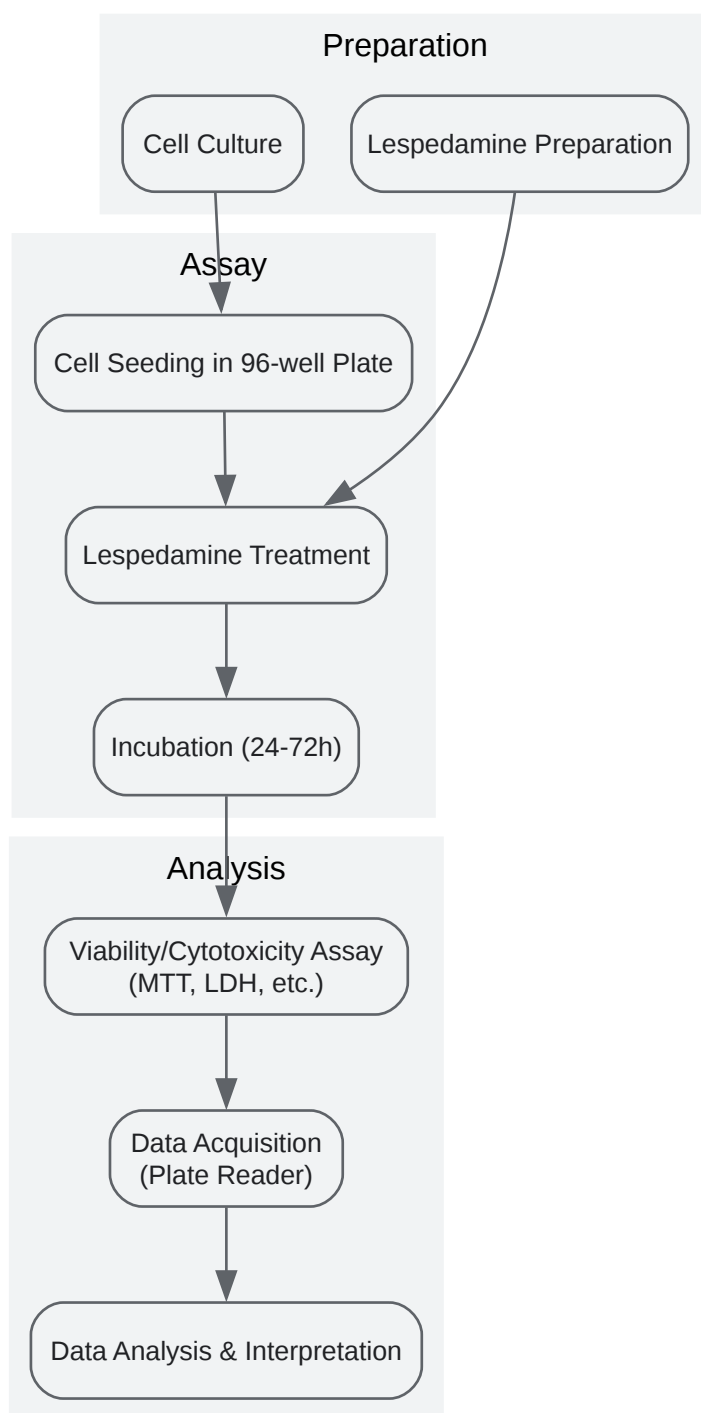 Preparation
Cell Culture
Lespedamine Preparation
Assay
Cell Seeding in 96-well Plate
Lespedamine Treatment
Incubation (24-72h)
Analysis
Viability/Cytotoxicity Assay
(MTT, LDH, etc.)
Data Acquisition
(Plate Reader)
Data Analysis & Interpretation